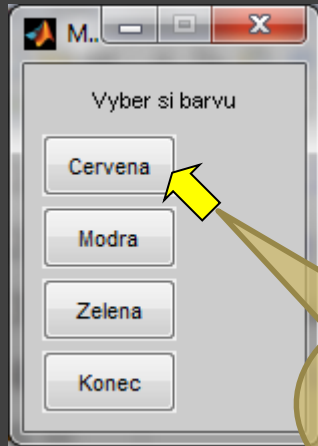 M...
Vyber si barvu
Cervena
Modra
Zelena
Konec